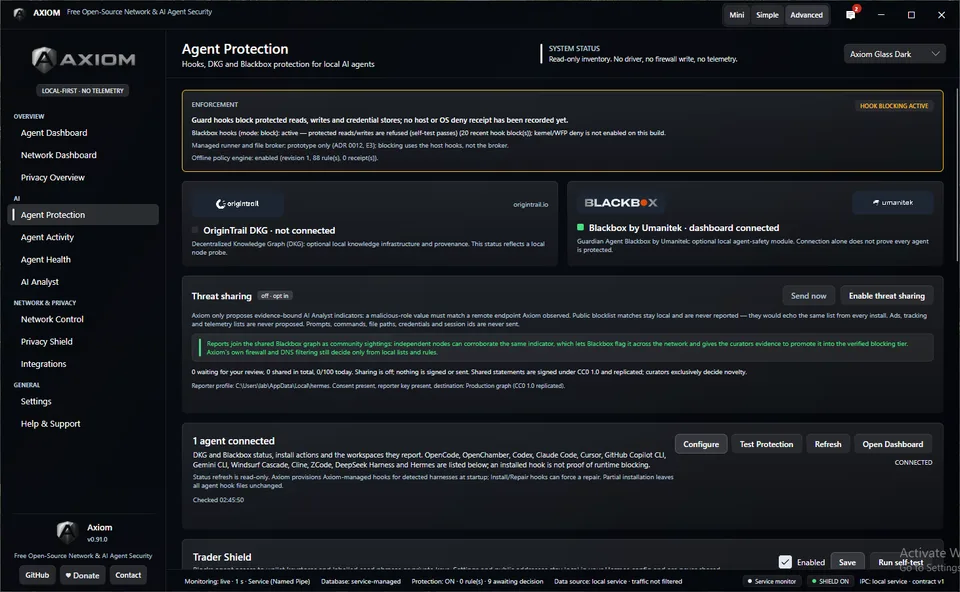 AXIOM Free Open-Source Network & AI Agent Security
Mini Simple Advanced 2
AXIOM
LOCAL-FIRST · NO TELEMETRY
OVERVIEW
Agent Dashboard
Network Dashboard
Privacy Overview
AI
Agent Protection
Agent Activity
Agent Health
AI Analyst
NETWORK & PRIVACY
Network Control
Privacy Shield
Integrations
GENERAL
Settings
Help & Support
Axiom
v0.91.0
Free Open-Source Network & AI Agent Security
GitHub ♥ Donate Contact
Agent Protection
Hooks, DKG and Blackbox protection for local AI agents
SYSTEM STATUS
Read-only inventory. No driver, no firewall write, no telemetry.
Axiom Glass Dark
ENFORCEMENT
HOOK BLOCKING ACTIVE
Guard hooks block protected reads, writes and credential stores; no host or OS deny receipt has been recorded yet.
Blackbox hooks (mode: block): active — protected reads/writes are refused (self-test passes) (20 recent hook block(s)); kernel/WFP deny is not enabled on this build.
Managed runner and file broker: prototype only (ADR 0012, E3); blocking uses the host hooks, not the broker.
Offline policy engine: enabled (revision 1, 88 rule(s), 0 receipt(s)).
origintrail
origintrail.io
OriginTrail DKG · not connected
Decentralized Knowledge Graph (DKG): optional local knowledge infrastructure and provenance. This status reflects a local
node probe.
BLACKBOX
umanitek
Blackbox by Umanitek · dashboard connected
Guardian Agent Blackbox by Umanitek: optional local agent-safety module. Connection alone does not prove every agent
is protected.
Threat sharing off · opt in
Send now Enable threat sharing
Axiom only proposes evidenced AI Analyst indicators: a malicious-role value must match a remote endpoint Axiom observed. Public blocklist matches stay local and are never reported — they would echo the same list from every install. Ads, tracking
and telemetry lists are never proposed. Prompts, commands, file paths, credentials and session ids are never sent.
Reports join the shared Blackbox graph as community sightings: independent nodes can corroborate the same indicator, which lets Blackbox flag it across the network and gives the curators evidence to promote it into the verified blocking tier.
Axiom's own firewall and DNS filtering still decide only from local lists and rules.
0 waiting for your review. 0 shared in total, 0/100 today. Sharing is off; nothing is signed or sent. Shared statements are signed under CC0 1.0 and replicated; curators exclusively decide novelty.
Reporter profile: C:\Users\lab\AppData\Local\hermes. Consent present, reporter key present, destination: Production graph (CC0 1.0 replicated).
1 agent connected
Configure Test Protection Refresh Open Dashboard
DKG and Blackbox status, install actions and the workspaces they report. OpenCode, OpenChamber, Codex, Claude Code, Cursor, GitHub Copilot CLI,
Gemini CLI, Windsurf Cascade, Cline, ZCode, DeepSeek Harness and Hermes are listed below; an installed hook is not proof of runtime blocking.
CONNECTED
Status refresh is read-only. Axiom provisions Axiom-managed hooks for detected harnesses at startup; Install/Repair hooks can force a repair. Partial installation leaves
all agent hook files unchanged.
Checked 02:45:50
Trader Shield
Enabled Save Run self-test
Activate W
Go to Settings
Monitoring: live · 1 s · Service (Named Pipe) Database: service-managed Protection: ON · 0 rule(s) · 9 awaiting decision Data source: local service · traffic not filtered
Service monitor SHIELD ON IPC: local service · contract v1